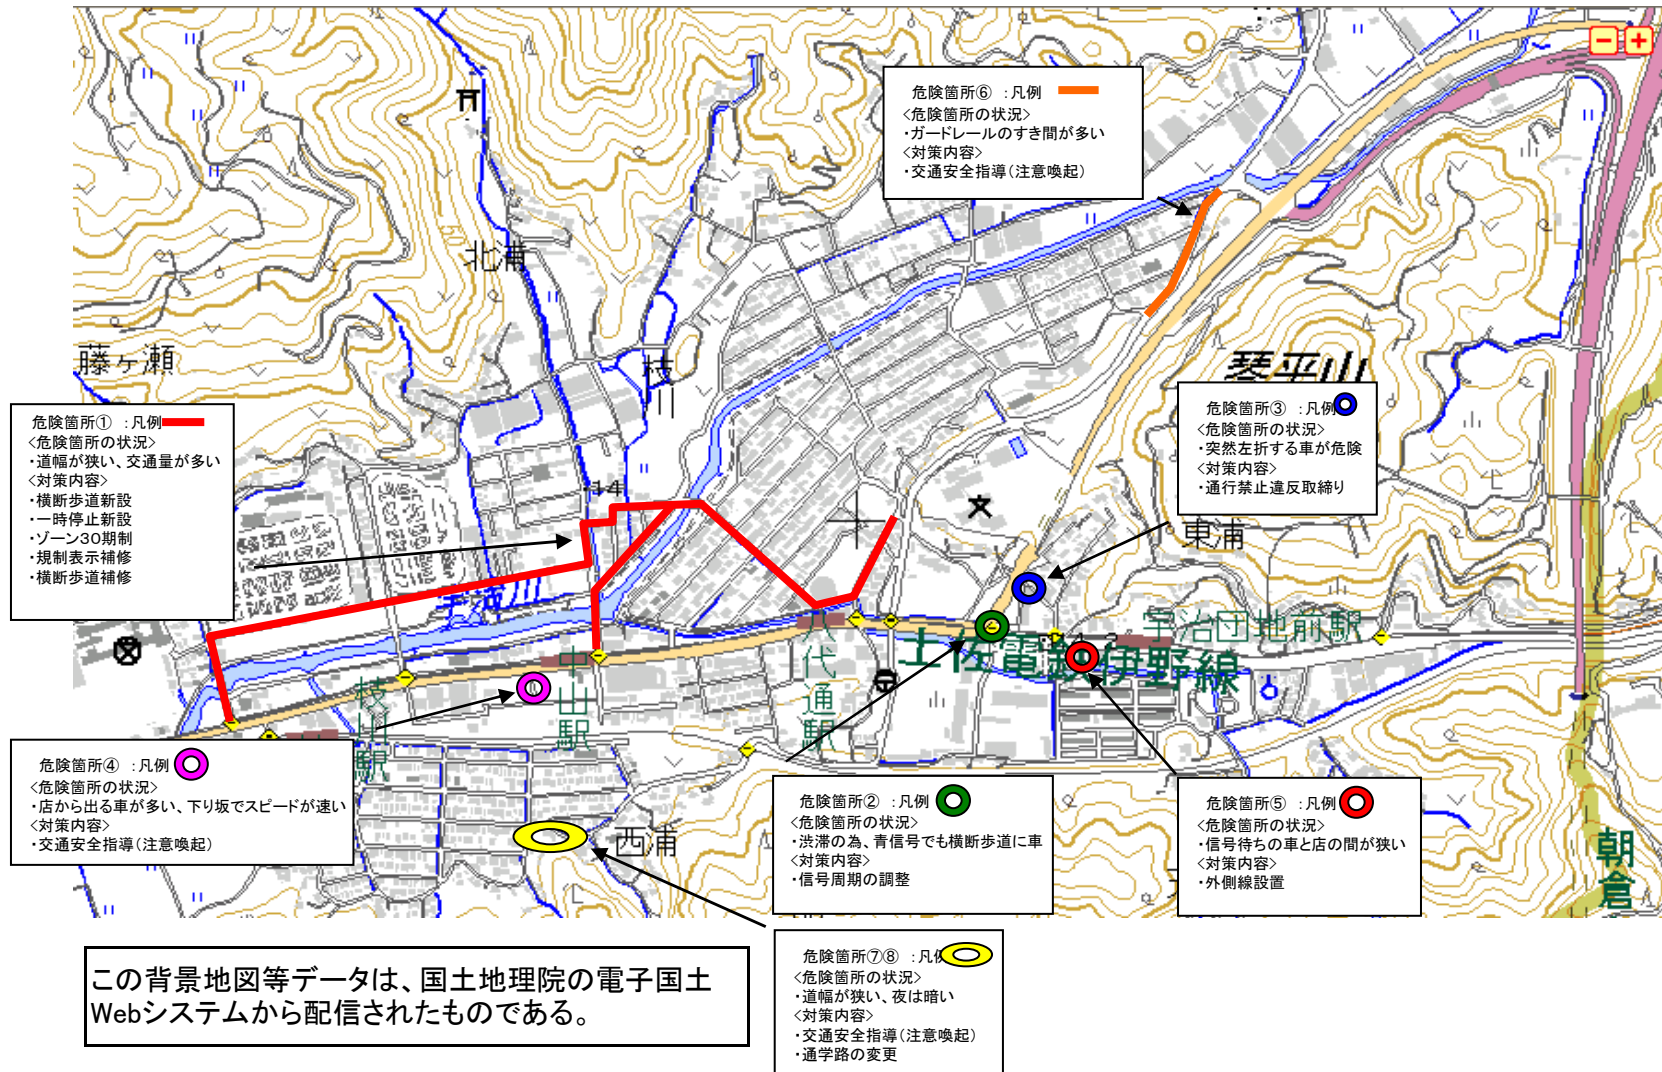 危険箇所⑥ :凡例
<危険箇所の状況>
・ガードレールのすき間が多い
<対策内容>
・交通安全指導(注意喚起)
北浦
藤ヶ瀬
枝川
琴平山
危険箇所③ :凡例
<危険箇所の状況>
・突然左折する車が危険
<対策内容>
・通行禁止違反取締り
危険箇所① :凡例
<危険箇所の状況>
・道幅が狭い、交通量が多い
<対策内容>
・横断歩道新設
・一時停止新設
・ゾーン30期制
・規制表示補修
・横断歩道補修
14
東浦
宇治川
宇治団地前駅
土佐電鉄伊野線
枝川駅
中山駅
八代通駅
危険箇所④ :凡例
<危険箇所の状況>
・店から出る車が多い、下り坂でスピードが速い
<対策内容>
・交通安全指導(注意喚起)
西浦
危険箇所② :凡例
<危険箇所の状況>
・渋滞の為、青信号でも横断歩道に車
<対策内容>
・信号周期の調整
危険箇所⑤ :凡例
<危険箇所の状況>
・信号待ちの車と店の間が狭い
<対策内容>
・外側線設置
朝倉
危険箇所⑦⑧ :凡例
<危険箇所の状況>
・道幅が狭い、夜は暗い
<対策内容>
・交通安全指導(注意喚起)
・通学路の変更
この背景地図等データは、国土地理院の電子国土
Webシステムから配信されたものである。